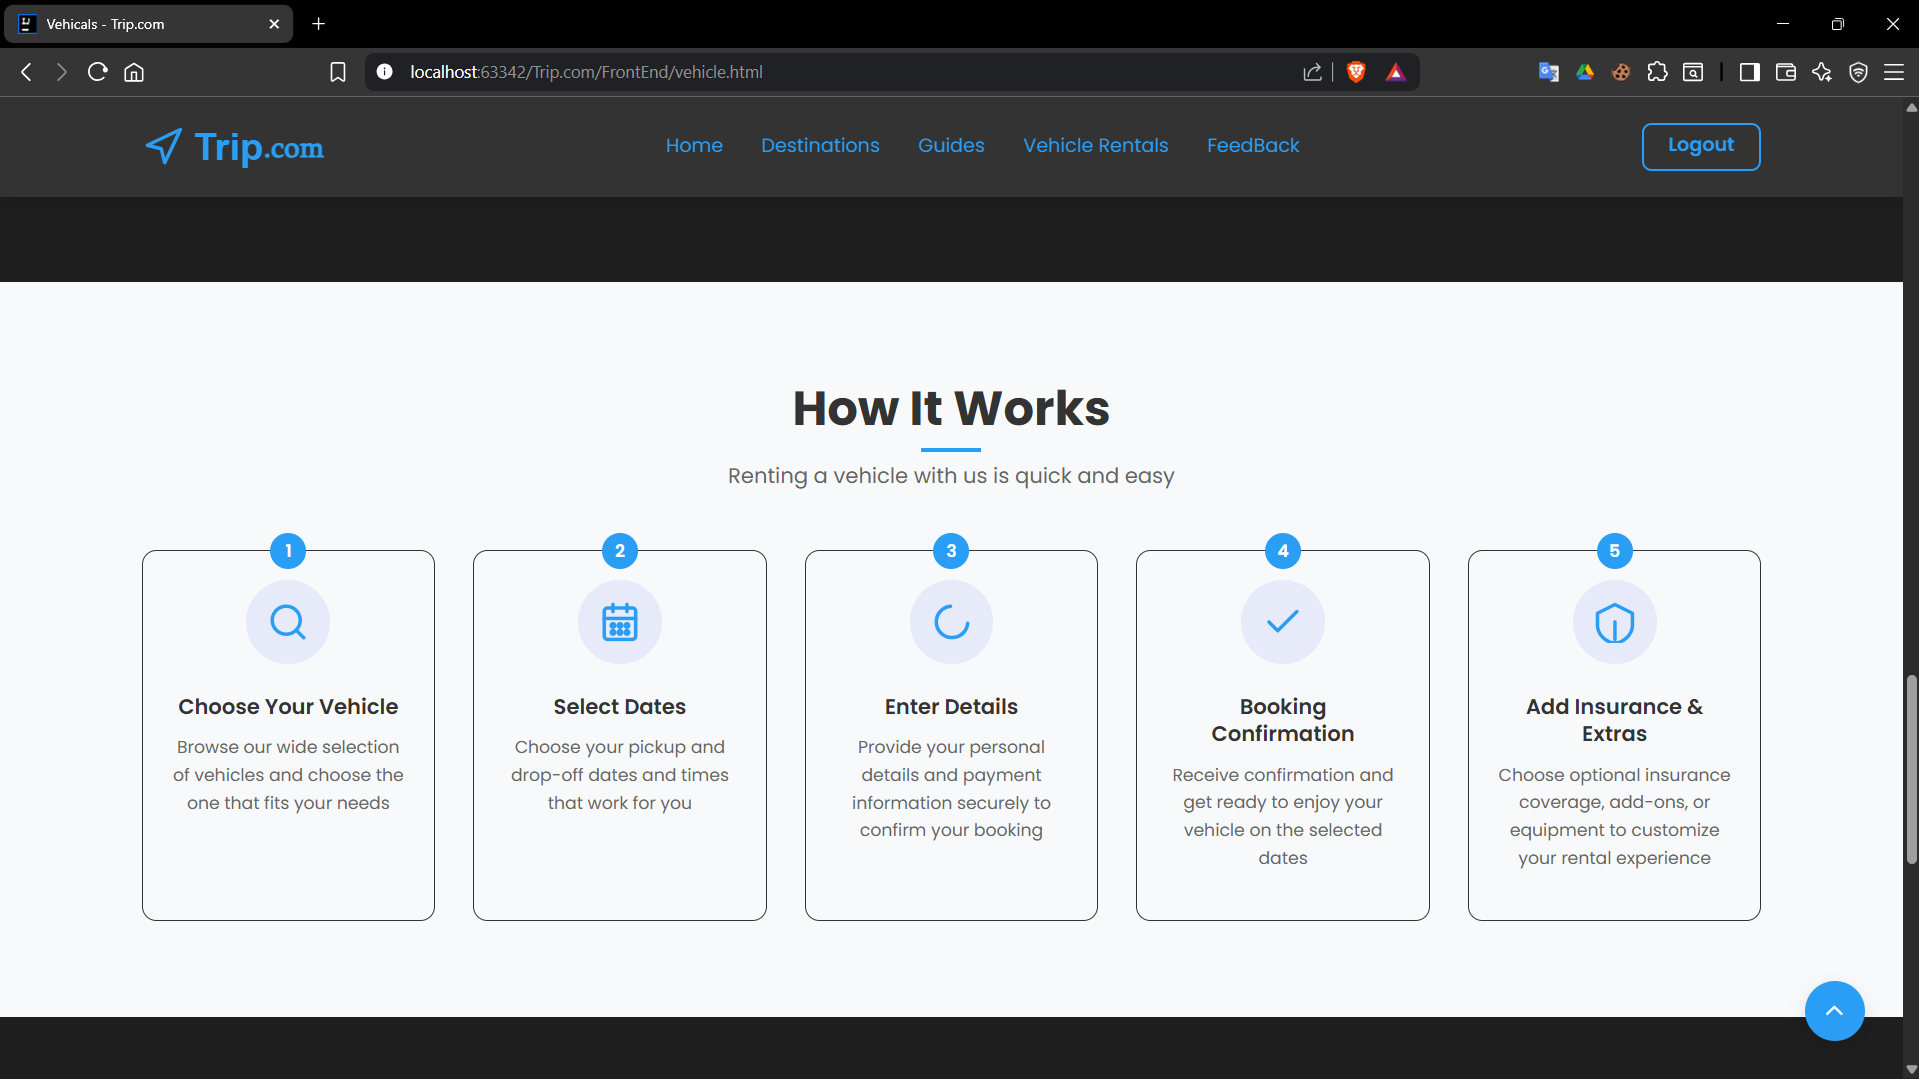 Vehicals - Trip.com
localhost:63342/Trip.com/FrontEnd/vehicle.html
Trip.com
Home
Destinations
Guides
Vehicle Rentals
FeedBack
Logout
How It Works
Renting a vehicle with us is quick and easy
1
Choose Your Vehicle
Browse our wide selection
of vehicles and choose the
one that fits your needs
2
Select Dates
Choose your pickup and
drop-off dates and times
that work for you
3
Enter Details
Provide your personal
details and payment
information securely to
confirm your booking
4
Booking
Confirmation
Receive confirmation and
get ready to enjoy your
vehicle on the selected
dates
5
Add Insurance &
Extras
Choose optional insurance
coverage, add-ons, or
equipment to customize
your rental experience